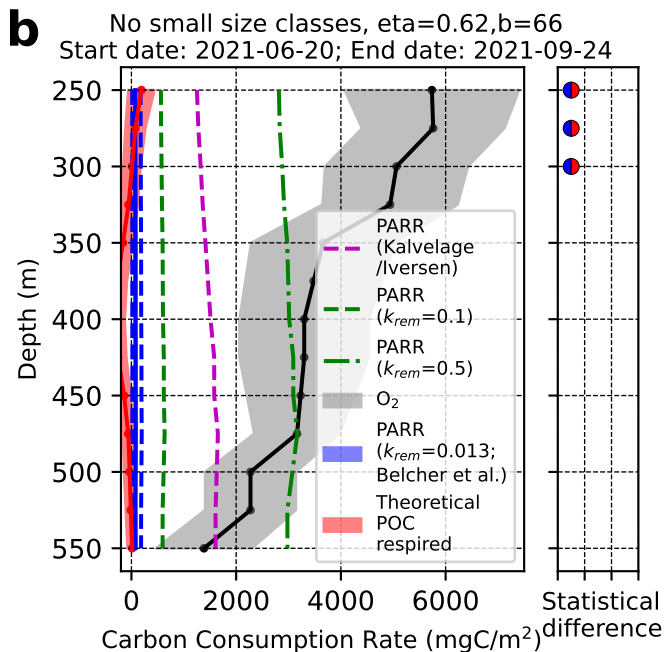 b
No small size classes, eta=0.62,b=66
Start date: 2021-06-20; End date: 2021-09-24
250
300
350
400
450
500
550
Depth (m)
PARR
(Kalvelage
/Iversen)
PARR
(k_rem=0.1)
PARR
(k_rem=0.5)
O₂
PARR
(k_rem=0.013;
Belcher et al.)
Theoretical
POC
respired
0 2000 4000 6000
Carbon Consumption Rate (mgC/m²)
Statistical
difference